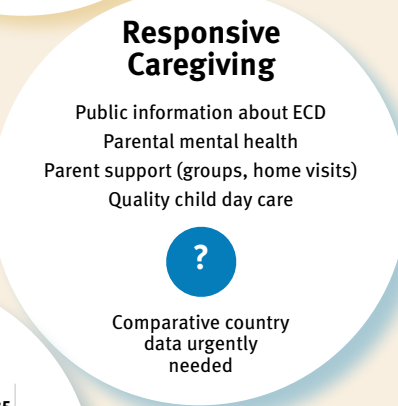 Responsive
Caregiving
Public information about ECD
Parental mental health
Parent support (groups, home visits)
Quality child day care
?
Comparative country
data urgently
needed